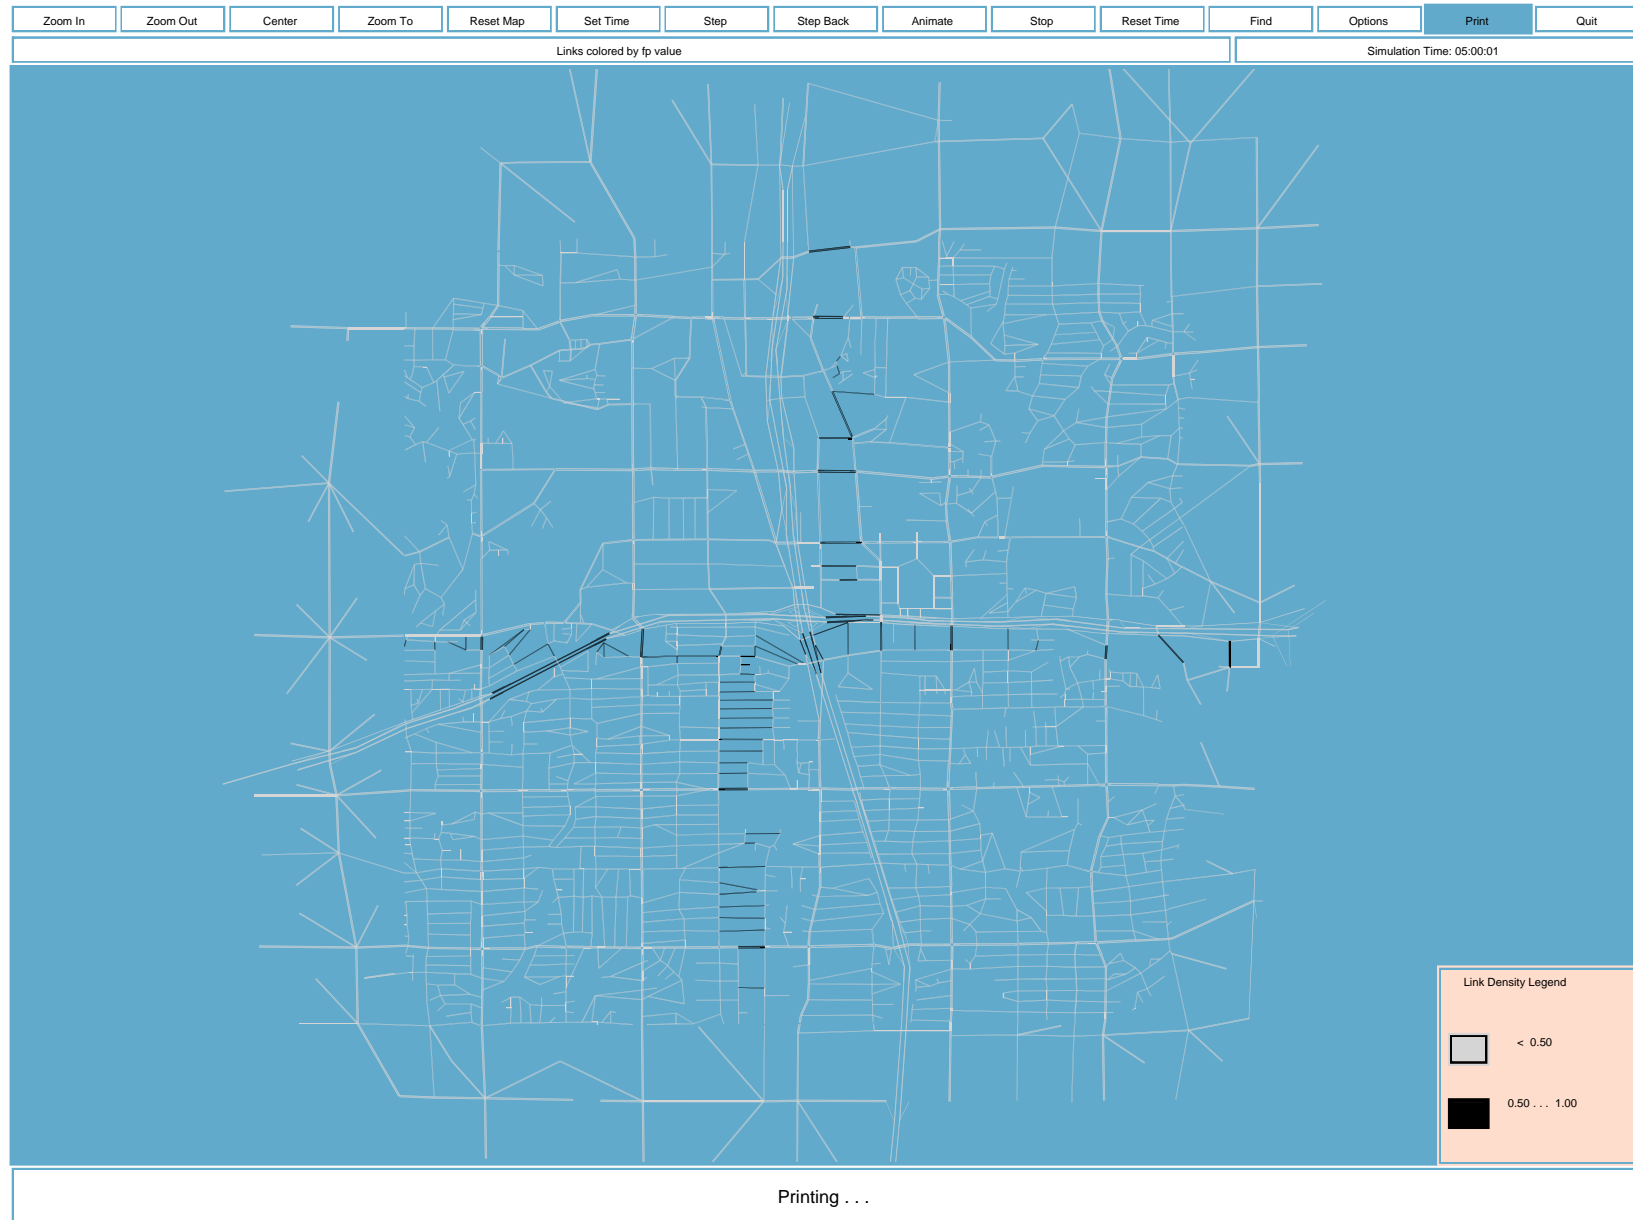 Zoom In Zoom Out Center Zoom To Reset Map Set Time Step Step Back Animate Stop Reset Time Find Options Print Quit
Links colored by fp value Simulation Time: 05:00:01
Link Density Legend
< 0.50
0.50 . . . 1.00
Printing . . .